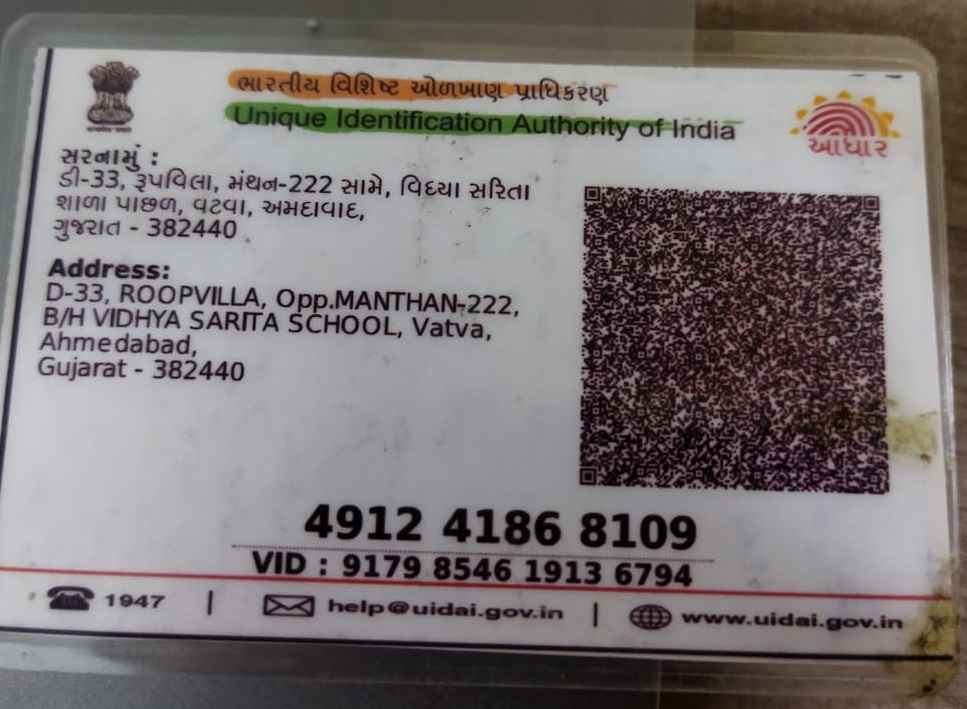 ભારતીય વિશિષ્ટ ઓળખાણ પ્રાધિકરણ
Unique Identification Authority of India
આધાર
સરનામું :
ડી-33, રૂપવિલા, મંથન-222 સામે, વિધ્યા સરિતા
શાળા પાછળ, વટવા, અમદાવાદ,
ગુજરાત - 382440
Address:
D-33, ROOPVILLA, Opp.MANTHAN-222,
B/H VIDHYA SARITA SCHOOL, Vatva,
Ahmedabad,
Gujarat - 382440
4912 4186 8109
VID : 9179 8546 1913 6794
1947 | help@uidai.gov.in | www.uidai.gov.in